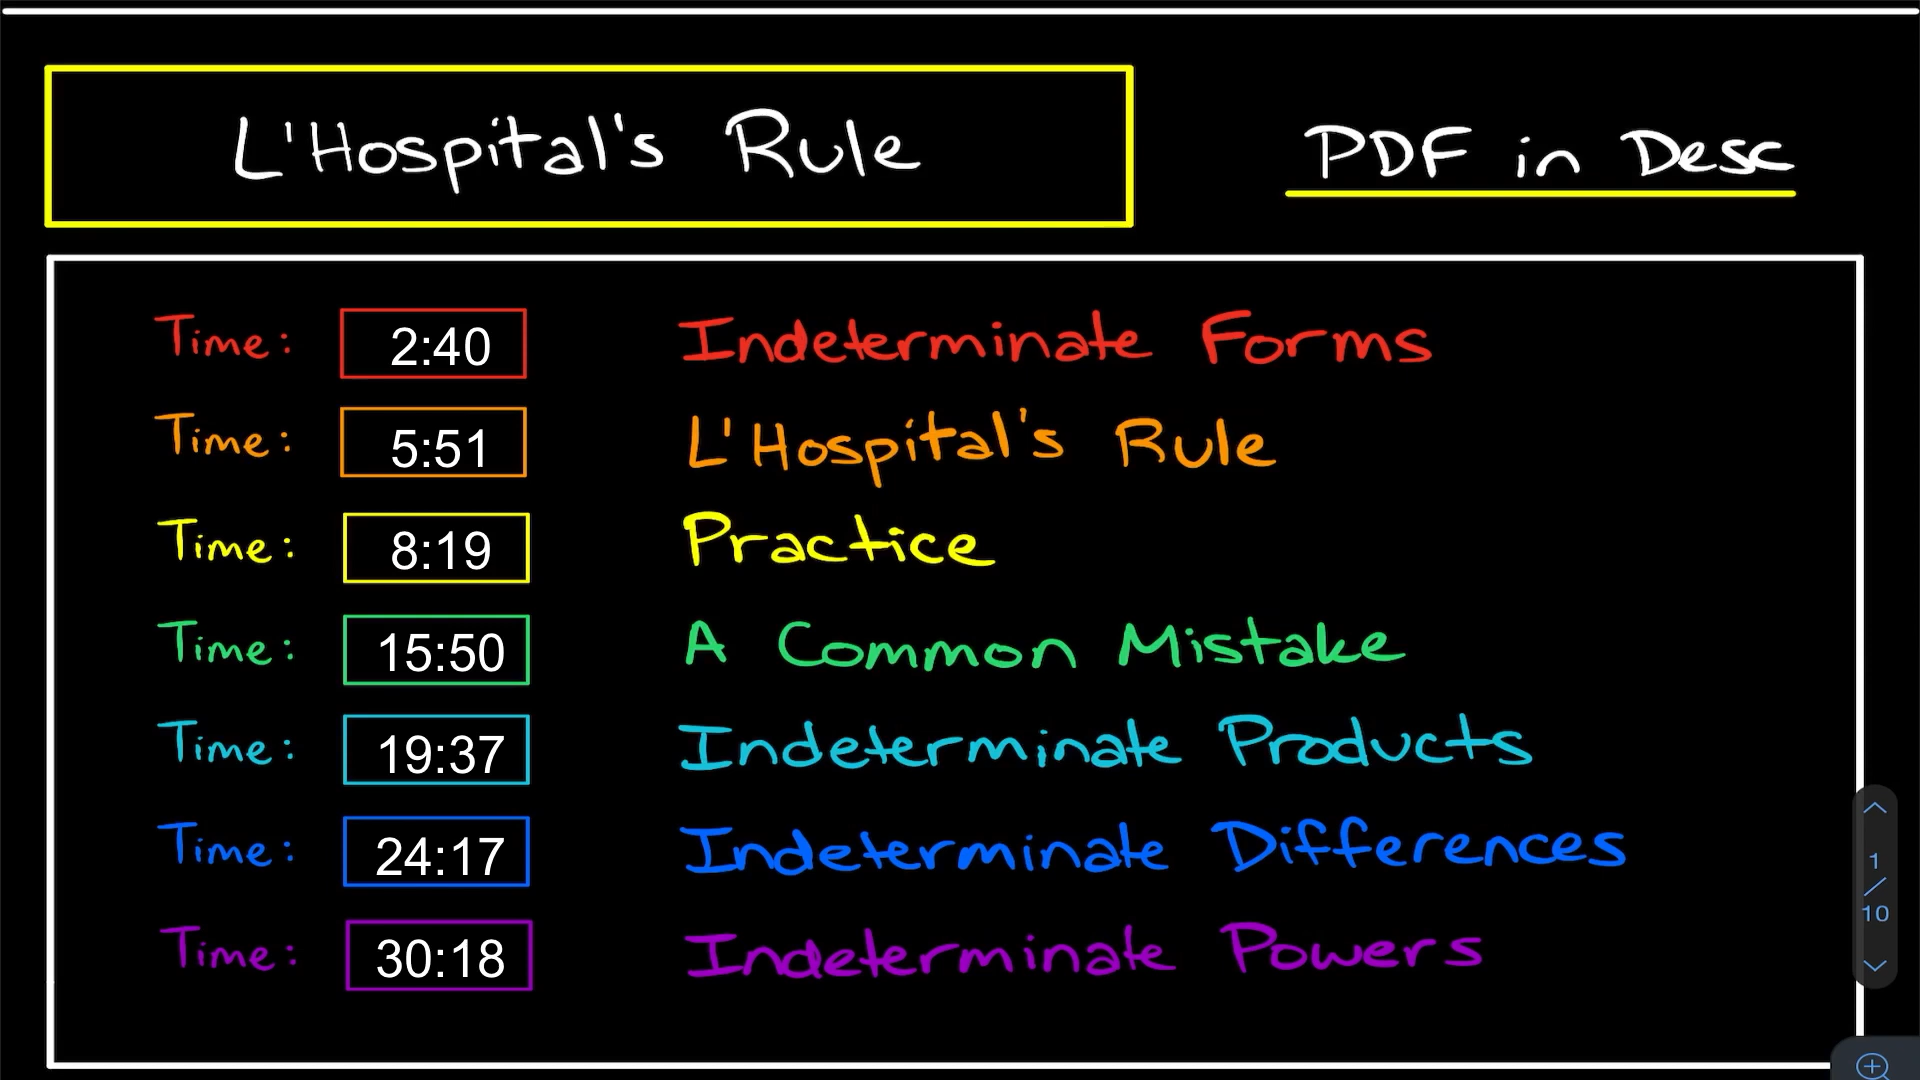 L'Hospital's Rule
PDF in Desc
Time: 2:40 Indeterminate Forms
Time: 5:51 L'Hospital's Rule
Time: 8:19 Practice
Time: 15:50 A Common Mistake
Time: 19:37 Indeterminate Products
Time: 24:17 Indeterminate Differences
Time: 30:18 Indeterminate Powers
1
/
10